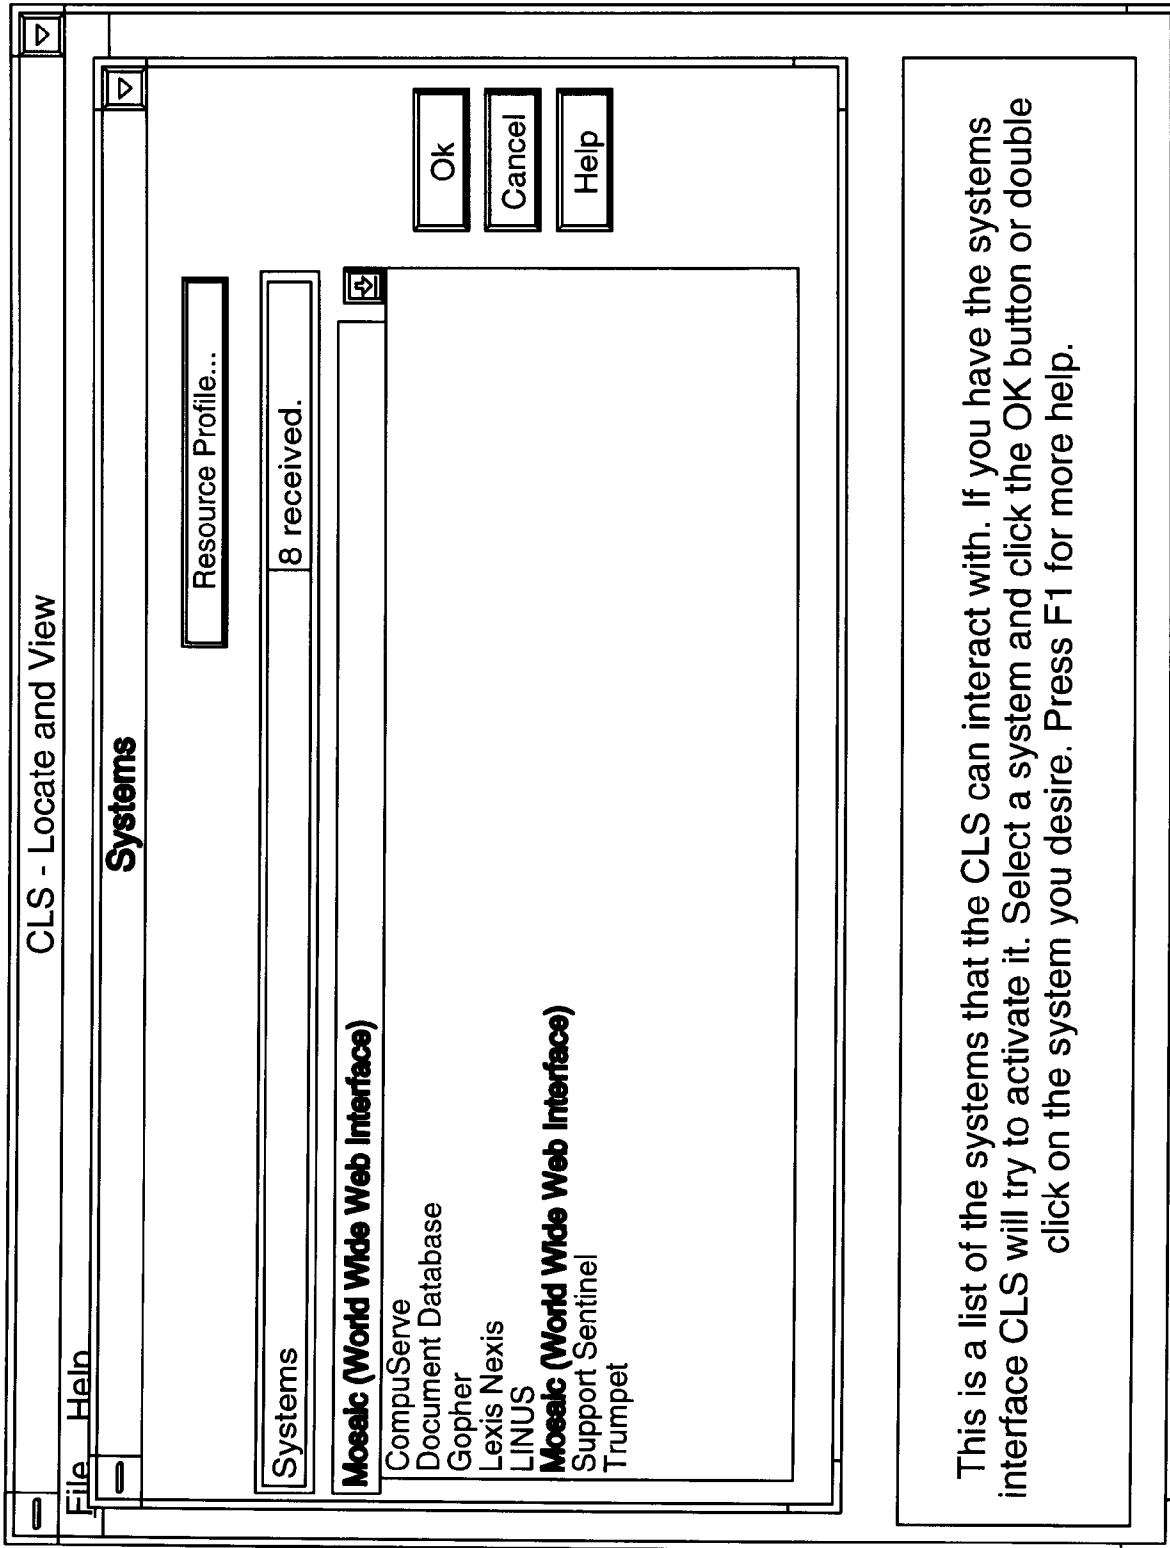 CLS - Locate and View
File Help
Systems
Resource Profile...
Systems 8 received.
Mosaic (World Wide Web Interface)
CompuServe
Document Database
Gopher
Lexis Nexis
LINUS
Mosaic (World Wide Web Interface)
Support Sentinel
Trumpet
Ok
Cancel
Help
This is a list of the systems that the CLS can interact with. If you have the systems
interface CLS will try to activate it. Select a system and click the OK button or double
click on the system you desire. Press F1 for more help.